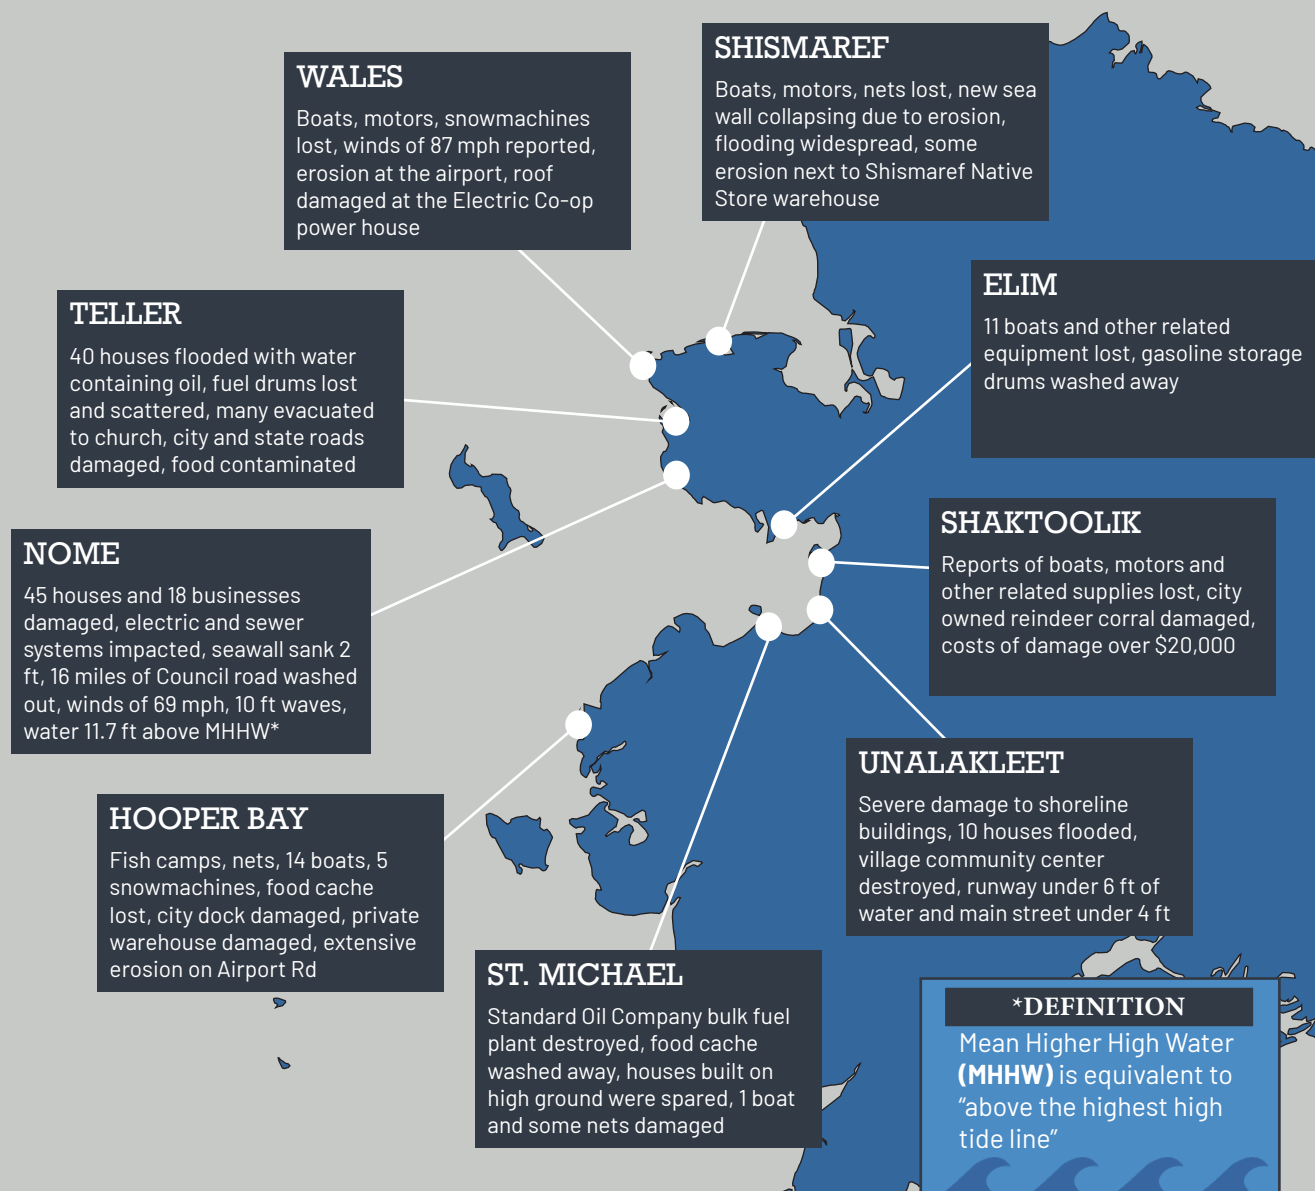 WALES
Boats, motors, snowmachines
lost, winds of 87 mph reported,
erosion at the airport, roof
damaged at the Electric Co-op
power house
SHISMAREF
Boats, motors, nets lost, new sea
wall collapsing due to erosion,
flooding widespread, some
erosion next to Shismaref Native
Store warehouse
TELLER
40 houses flooded with water
containing oil, fuel drums lost
and scattered, many evacuated
to church, city and state roads
damaged, food contaminated
ELIM
11 boats and other related
equipment lost, gasoline storage
drums washed away
NOME
45 houses and 18 businesses
damaged, electric and sewer
systems impacted, seawall sank 2
ft, 16 miles of Council road washed
out, winds of 69 mph, 10 ft waves,
water 11.7 ft above MHHW*
SHAKTOOLIK
Reports of boats, motors and
other related supplies lost, city
owned reindeer corral damaged,
costs of damage over $20,000
HOOPER BAY
Fish camps, nets, 14 boats, 5
snowmachines, food cache
lost, city dock damaged, private
warehouse damaged, extensive
erosion on Airport Rd
UNALAKLEET
Severe damage to shoreline
buildings, 10 houses flooded,
village community center
destroyed, runway under 6 ft of
water and main street under 4 ft
ST. MICHAEL
Standard Oil Company bulk fuel
plant destroyed, food cache
washed away, houses built on
high ground were spared, 1 boat
and some nets damaged
*DEFINITION
Mean Higher High Water
(MHHW) is equivalent to
“above the highest high
tide line”